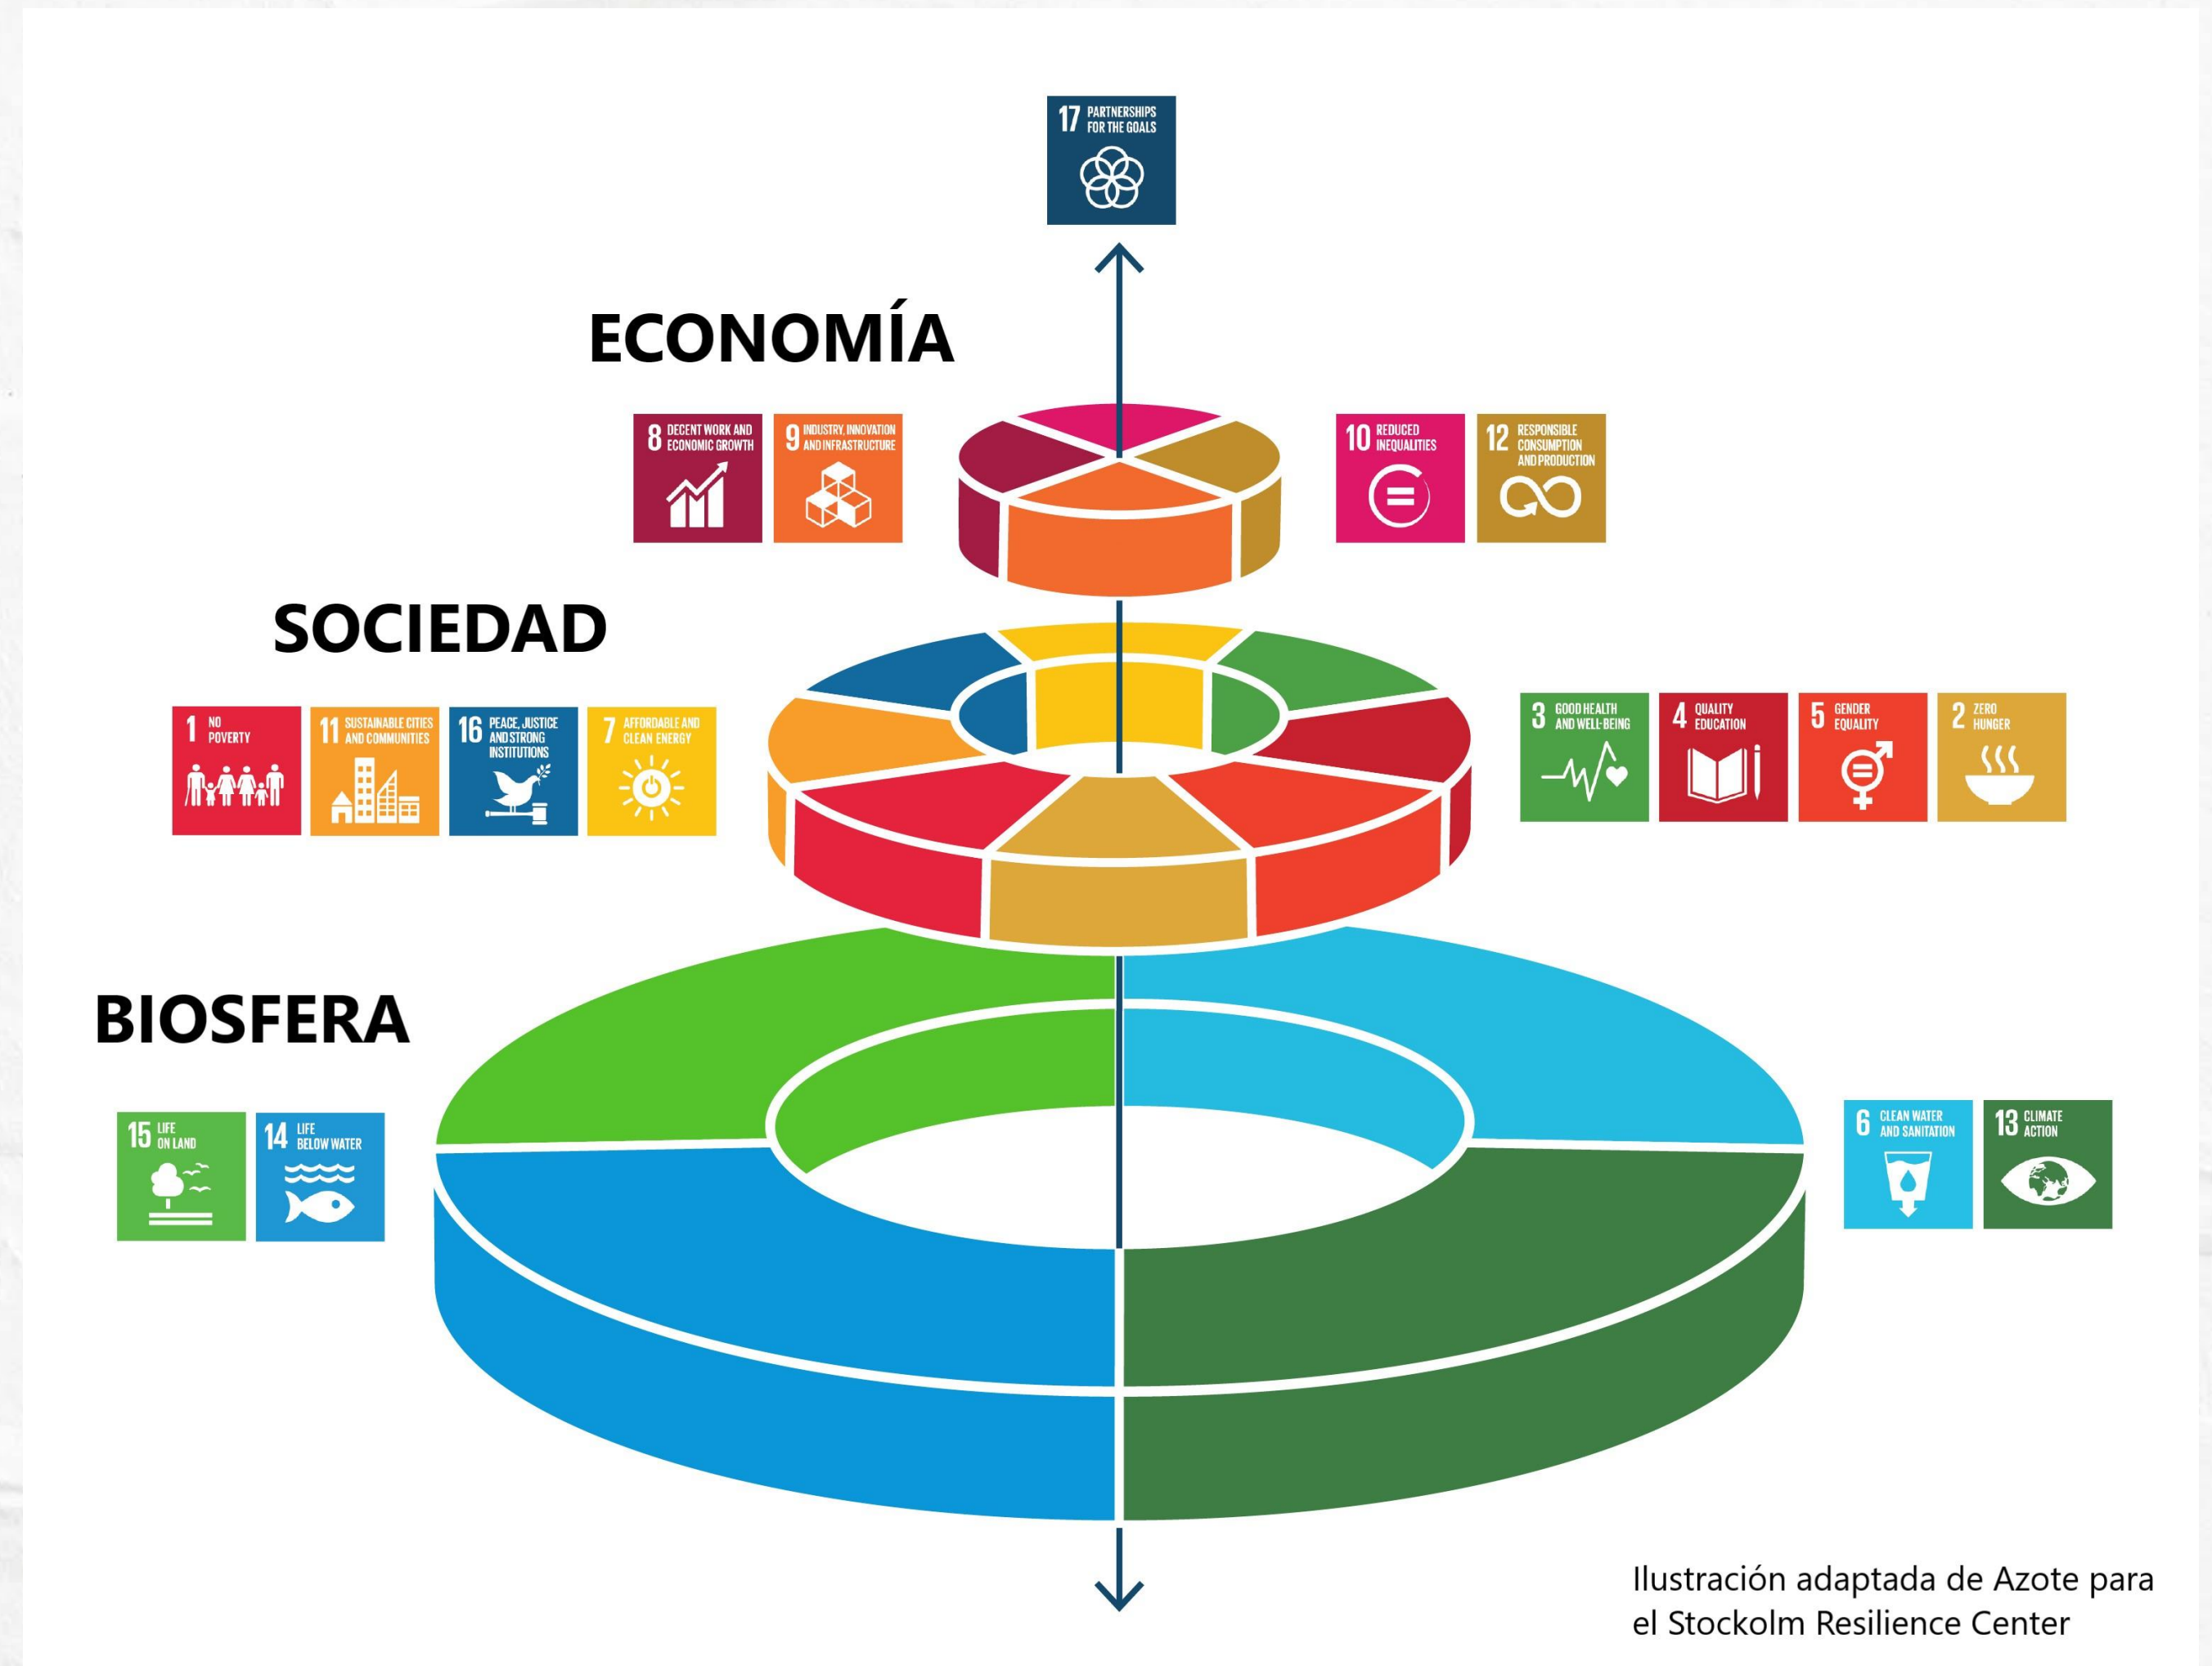 17 PARTNERSHIPS
FOR THE GOALS
ECONOMÍA
8 DECENT WORK AND
ECONOMIC GROWTH
9 INDUSTRY, INNOVATION
AND INFRASTRUCTURE
10 REDUCED
INEQUALITIES
12 RESPONSIBLE
CONSUMPTION
AND PRODUCTION
SOCIEDAD
1 NO
POVERTY
11 SUSTAINABLE CITIES
AND COMMUNITIES
16 PEACE, JUSTICE
AND STRONG
INSTITUTIONS
7 AFFORDABLE AND
CLEAN ENERGY
3 GOOD HEALTH
AND WELL-BEING
4 QUALITY
EDUCATION
5 GENDER
EQUALITY
2 ZERO
HUNGER
BIOSFERA
15 LIFE
ON LAND
14 LIFE
BELOW WATER
6 CLEAN WATER
AND SANITATION
13 CLIMATE
ACTION
Ilustración adaptada de Azote para
el Stockolm Resilience Center